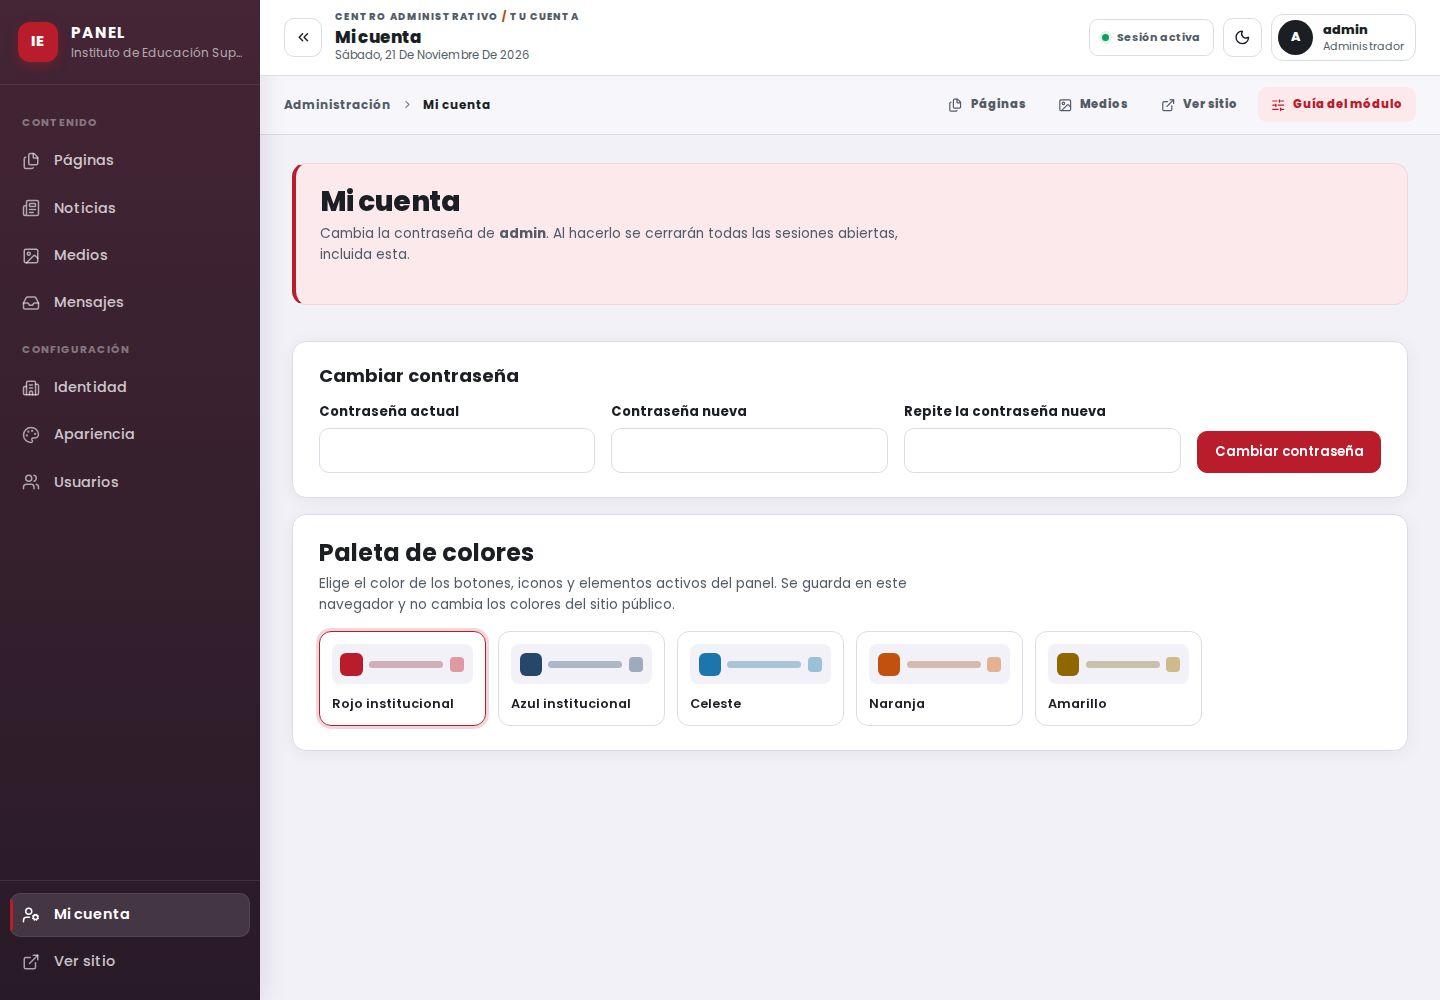 IE
PANEL
Instituto de Educación Sup...
CONTENIDO
Páginas
Noticias
Medios
Mensajes
CONFIGURACIÓN
Identidad
Apariencia
Usuarios
Mi cuenta
Ver sitio
CENTRO ADMINISTRATIVO / TU CUENTA
Mi cuenta
Sábado, 21 De Noviembre De 2026
Sesión activa
A
admin
Administrador
Administración > Mi cuenta
Páginas
Medios
Ver sitio
Guía del módulo
Mi cuenta
Cambia la contraseña de admin. Al hacerlo se cerrarán todas las sesiones abiertas,
incluida esta.
Cambiar contraseña
Contraseña actual
Contraseña nueva
Repite la contraseña nueva
Cambiar contraseña
Paleta de colores
Elige el color de los botones, iconos y elementos activos del panel. Se guarda en este
navegador y no cambia los colores del sitio público.
Rojo institucional
Azul institucional
Celeste
Naranja
Amarillo